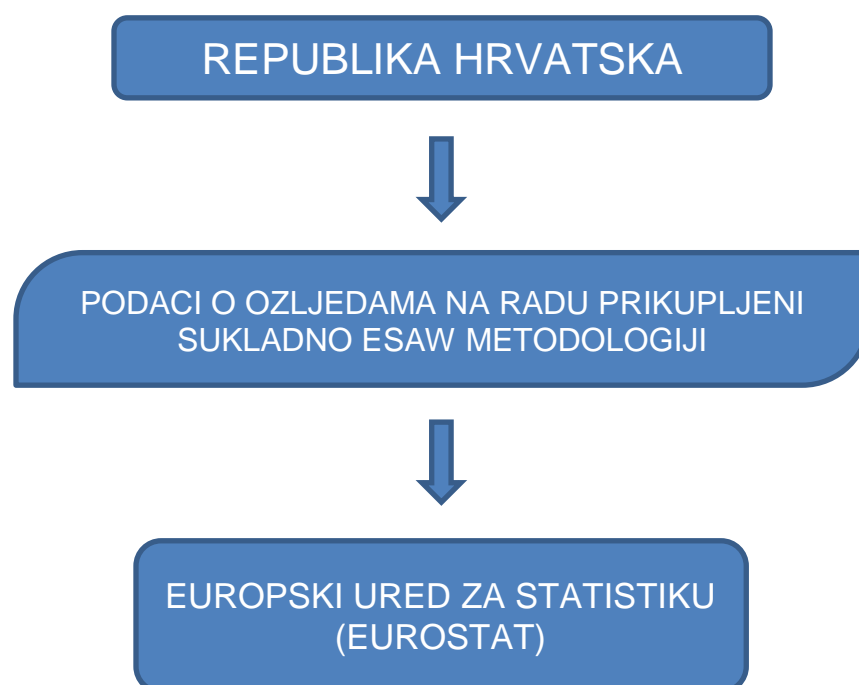 REPUBLIKA HRVATSKA
PODACI O OZLJEDAMA NA RADU PRIKUPLJENI
SUKLADNO ESAW METODOLOGIJI
EUROPSKI URED ZA STATISTIKU
(EUROSTAT)